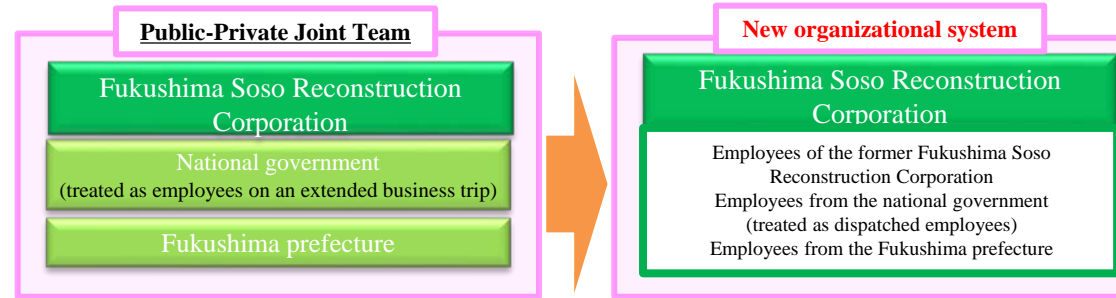 Public-Private Joint Team
Fukushima Soso Reconstruction
Corporation
National government
(treated as employees on an extended business trip)
Fukushima prefecture
New organizational system
Fukushima Soso Reconstruction
Corporation
Employees of the former Fukushima Soso
Reconstruction Corporation
Employees from the national government
(treated as dispatched employees)
Employees from the Fukushima prefecture